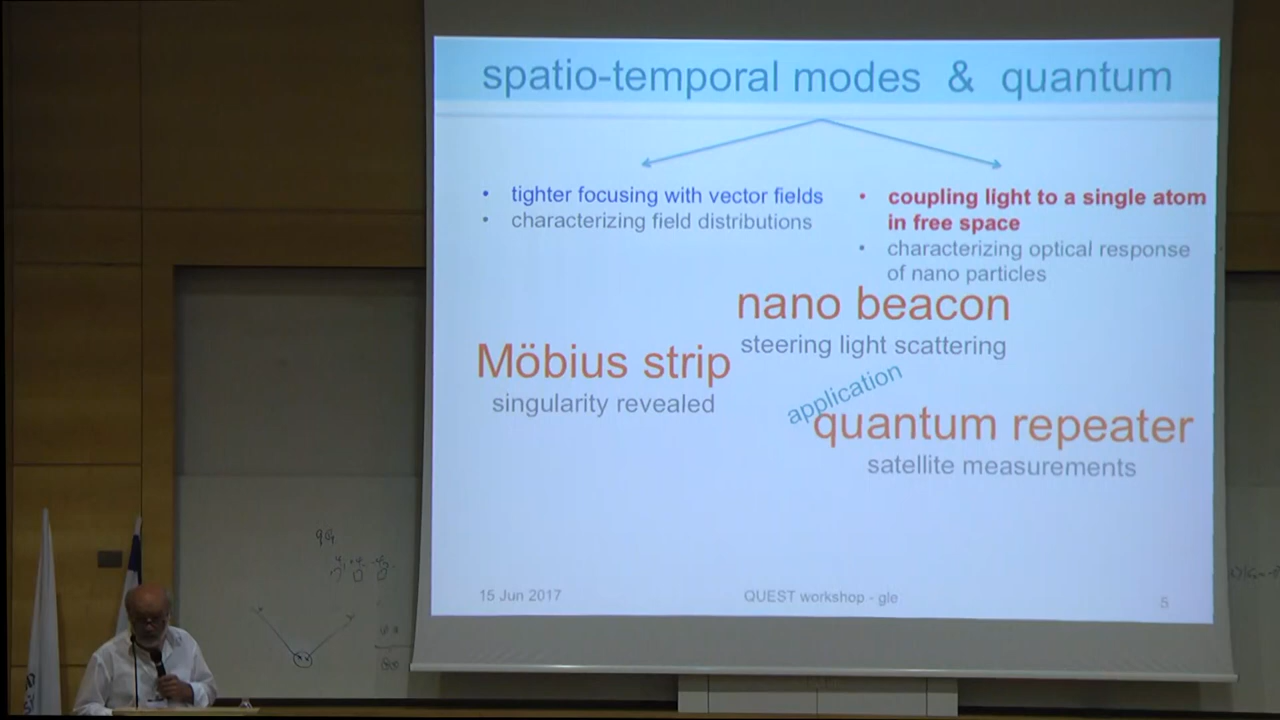 spatio-temporal modes & quantum
• tighter focusing with vector fields
• characterizing field distributions
• coupling light to a single atom
in free space
• characterizing optical response
of nano particles
nano beacon
steering light scattering
Möbius strip
singularity revealed
application
quantum repeater
satellite measurements
15 Jun 2017
QUEST workshop - gle
5